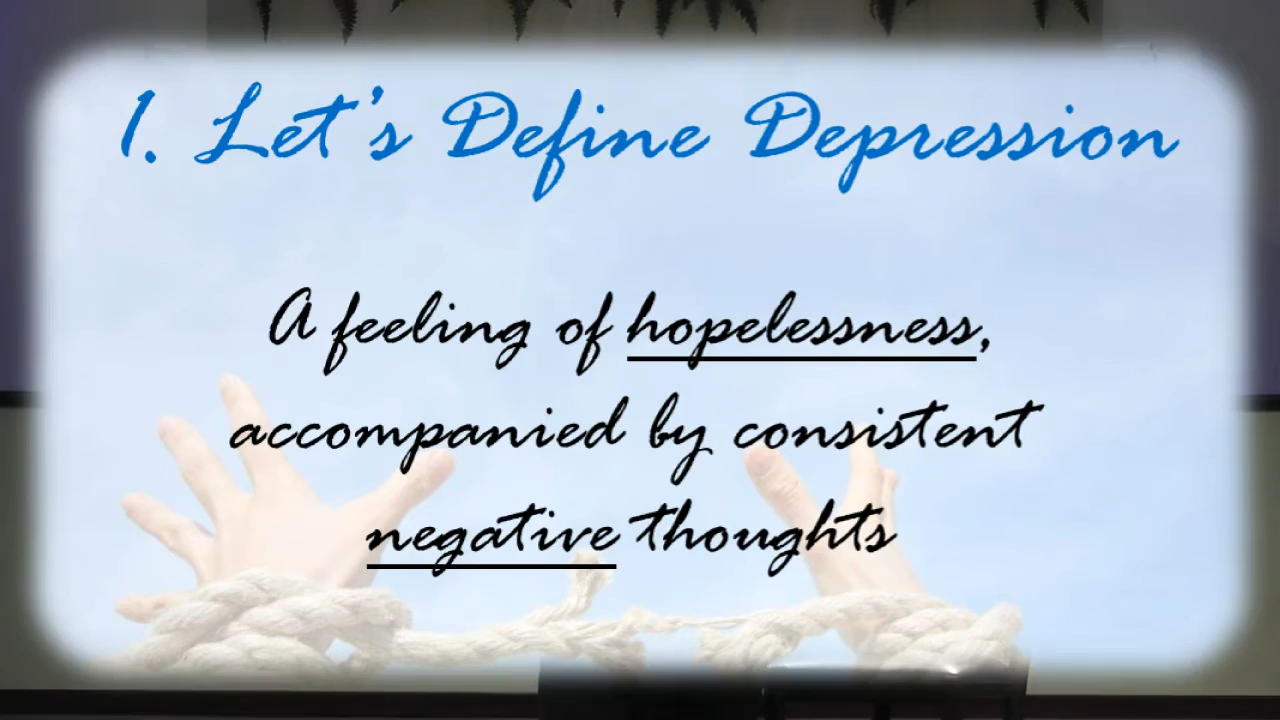 1. Let's Define Depression
A feeling of hopelessness,
accompanied by consistent
negative thoughts